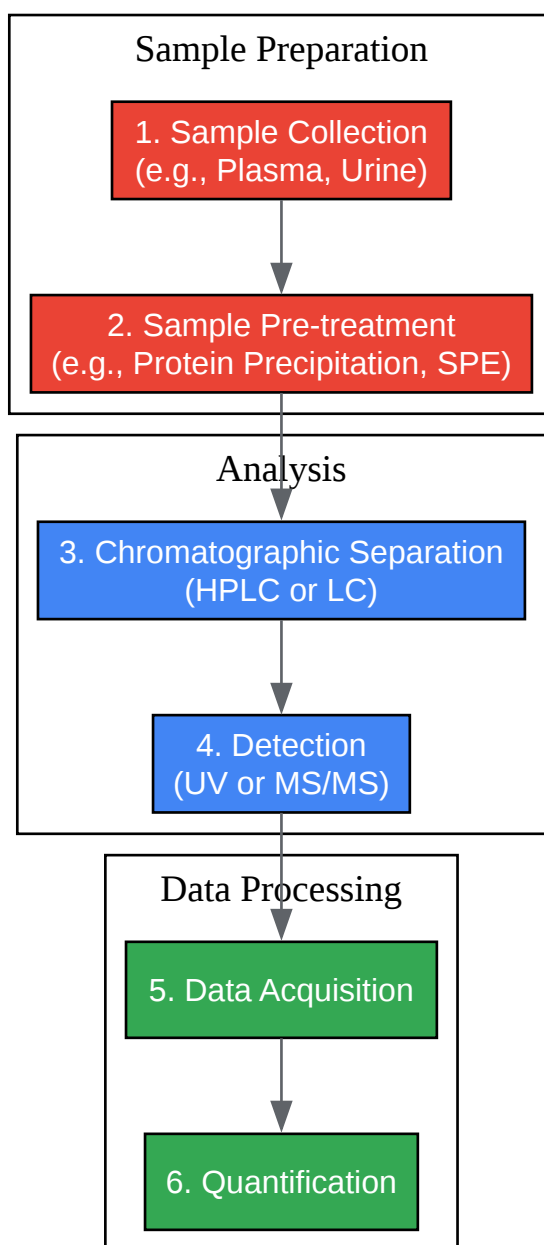 Sample Preparation
1. Sample Collection
(e.g., Plasma, Urine)
2. Sample Pre-treatment
(e.g., Protein Precipitation, SPE)
Analysis
3. Chromatographic Separation
(HPLC or LC)
4. Detection
(UV or MS/MS)
Data Processing
5. Data Acquisition
6. Quantification